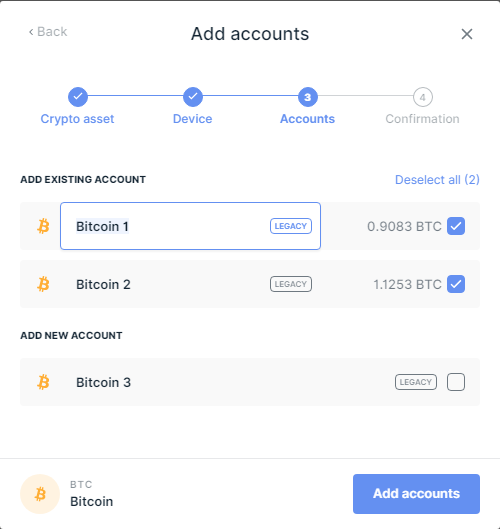 Back
Add accounts
3
4
Crypto asset
Device
Accounts
Confirmation
ADD EXISTING ACCOUNT
Deselect all (2)
Bitcoin 1 LEGACY 0.9083 BTC
Bitcoin 2 LEGACY 1.1253 BTC
ADD NEW ACCOUNT
Bitcoin 3 LEGACY
BTC
Bitcoin
Add accounts